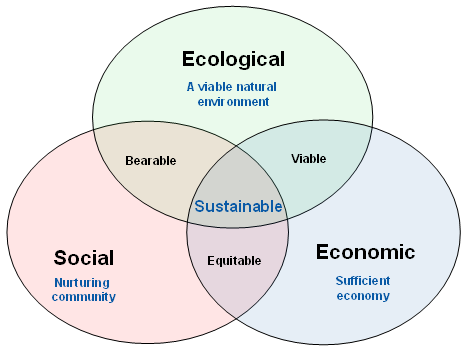 Ecological
A viable natural
environment
Bearable
Viable
Sustainable
Social
Nurturing
community
Equitable
Economic
Sufficient
economy